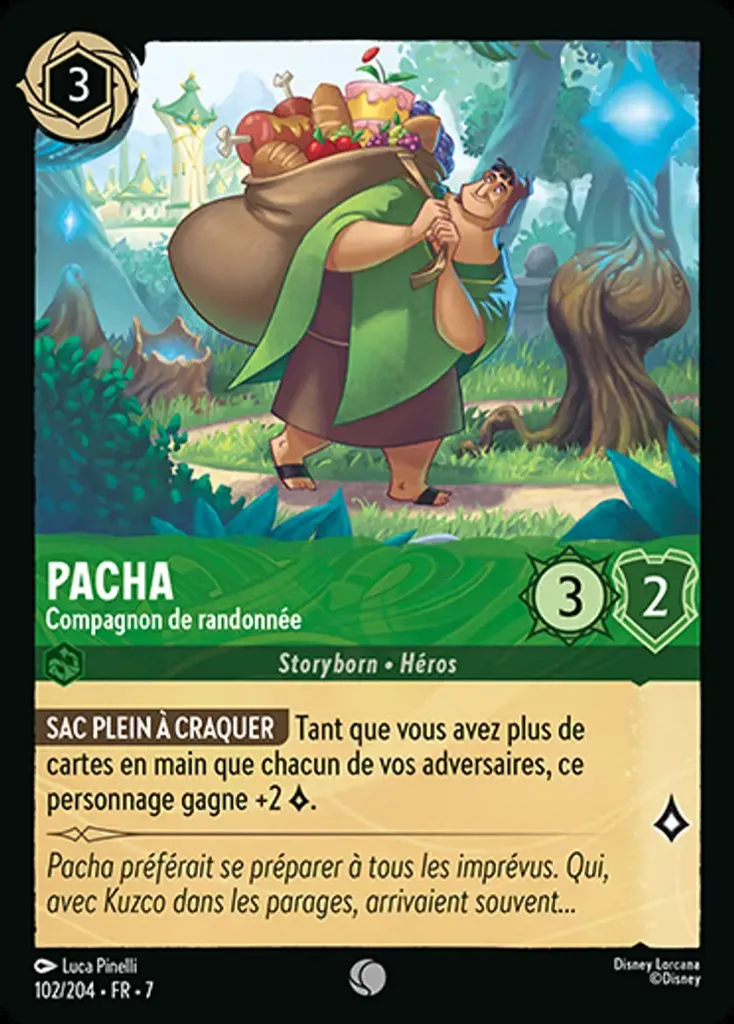 3
PACHA
Compagnon de randonnée
3
2
Storyborn • Héros
SAC PLEIN À CRAQUER Tant que vous avez plus de
cartes en main que chacun de vos adversaires, ce
personnage gagne +2 .
Pacha préférait se préparer à tous les imprévus. Qui,
avec Kuzco dans les parages, arrivaient souvent...
Luca Pinelli
102/204 • FR • 7
Disney Lorcana
©Disney